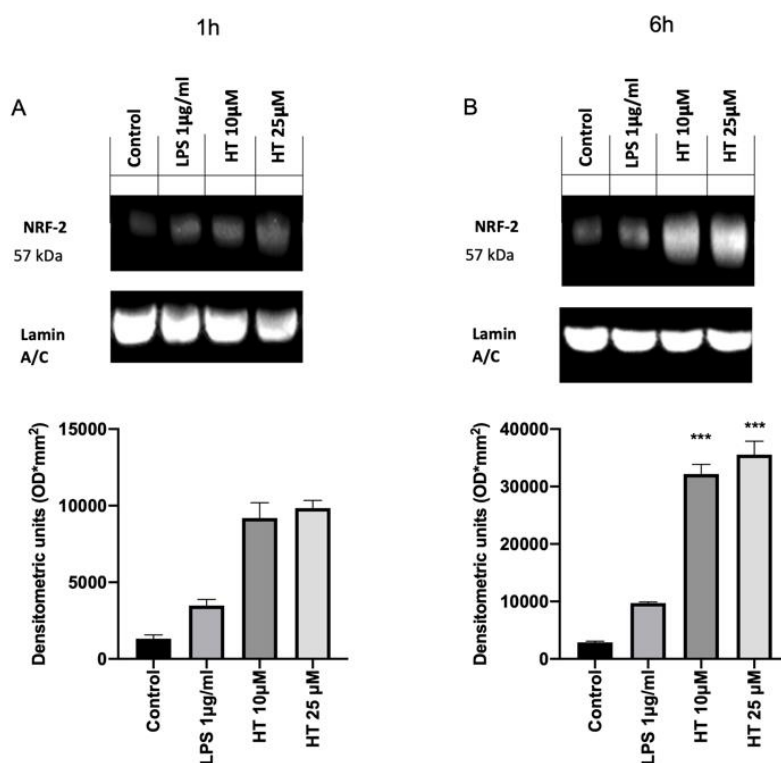 1h
6h
A
Control
LPS 1µg/ml
HT 10µM
HT 25µM
NRF-2
57 kDa
Lamin
A/C
Densitometric units (OD*mm²)
15000
10000
5000
0
Control
LPS 1µg/ml
HT 10µM
HT 25 µM
B
Control
LPS 1µg/ml
HT 10µM
HT 25µM
NRF-2
57 kDa
Lamin
A/C
Densitometric units (OD*mm²)
40000
30000
20000
10000
0
***
***
Control
LPS 1µg/ml
HT 10µM
HT 25 µM